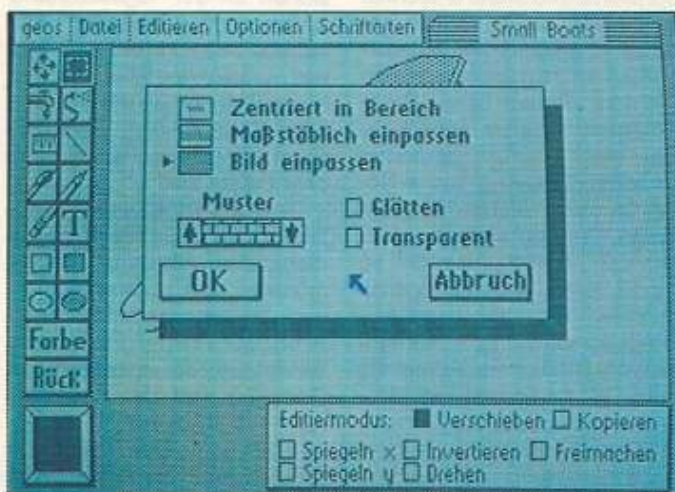 geos Datei Editieren Optionen Schriftarten Small Boats
Zentriert in Bereich
Maßstäblich einpassen
Bild einpassen
Muster
Glätten
Transparent
OK Abbruch
T
Farbe
Rück
Editiermodus: Verschieben Kopieren
Spiegeln x Invertieren Freimachen
Spiegeln y Drehen